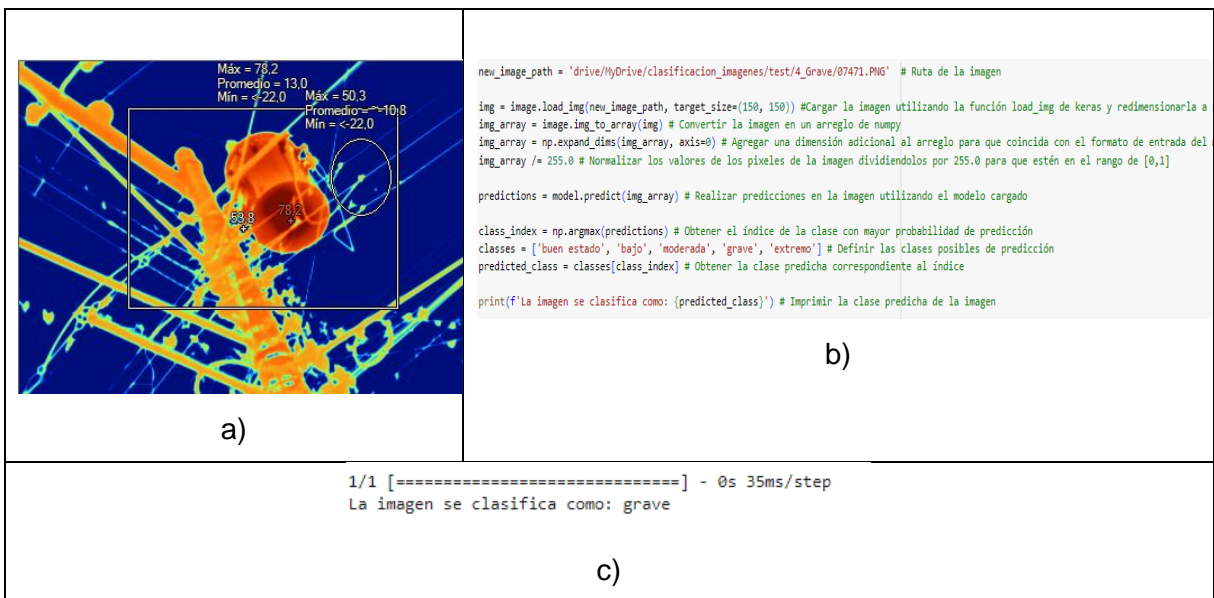 Máx = 78,2
Promedio = 13,0
Mín = <-22,0
Máx = 50,3
Promedio = ~-10,8
Mín = <-22,0
53,8
78,2
a)
new_image_path = 'drive/MyDrive/clasificacion_imagenes/test/4_Grave/07471.PNG' # Ruta de la imagen
img = image.load_img(new_image_path, target_size=(150, 150)) #Cargar la imagen utilizando la función load_img de keras y redimensionarla a
img_array = image.img_to_array(img) # Convertir la imagen en un arreglo de numpy
img_array = np.expand_dims(img_array, axis=0) # Agregar una dimensión adicional al arreglo para que coincida con el formato de entrada del
img_array /= 255.0 # Normalizar los valores de los pixeles de la imagen dividiendolos por 255.0 para que estén en el rango de [0,1]
predictions = model.predict(img_array) # Realizar predicciones en la imagen utilizando el modelo cargado
class_index = np.argmax(predictions) # Obtener el índice de la clase con mayor probabilidad de predicción
classes = ['buen estado', 'bajo', 'moderada', 'grave', 'extremo'] # Definir las clases posibles de predicción
predicted_class = classes[class_index] # Obtener la clase predicha correspondiente al índice
print(f'La imagen se clasifica como: {predicted_class}') # Imprimir la clase predicha de la imagen
b)
1/1 [==============================] - 0s 35ms/step
La imagen se clasifica como: grave
c)